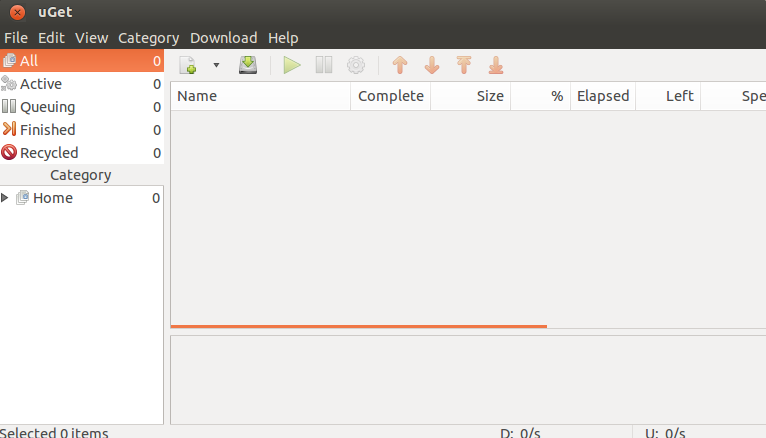 uGet
File Edit View Category Download Help
All 0
Active 0
Queuing 0
Finished 0
Recycled 0
Category
Home 0
Name Complete Size % Elapsed Left Spe
Selected 0 items D: 0/s U: 0/s